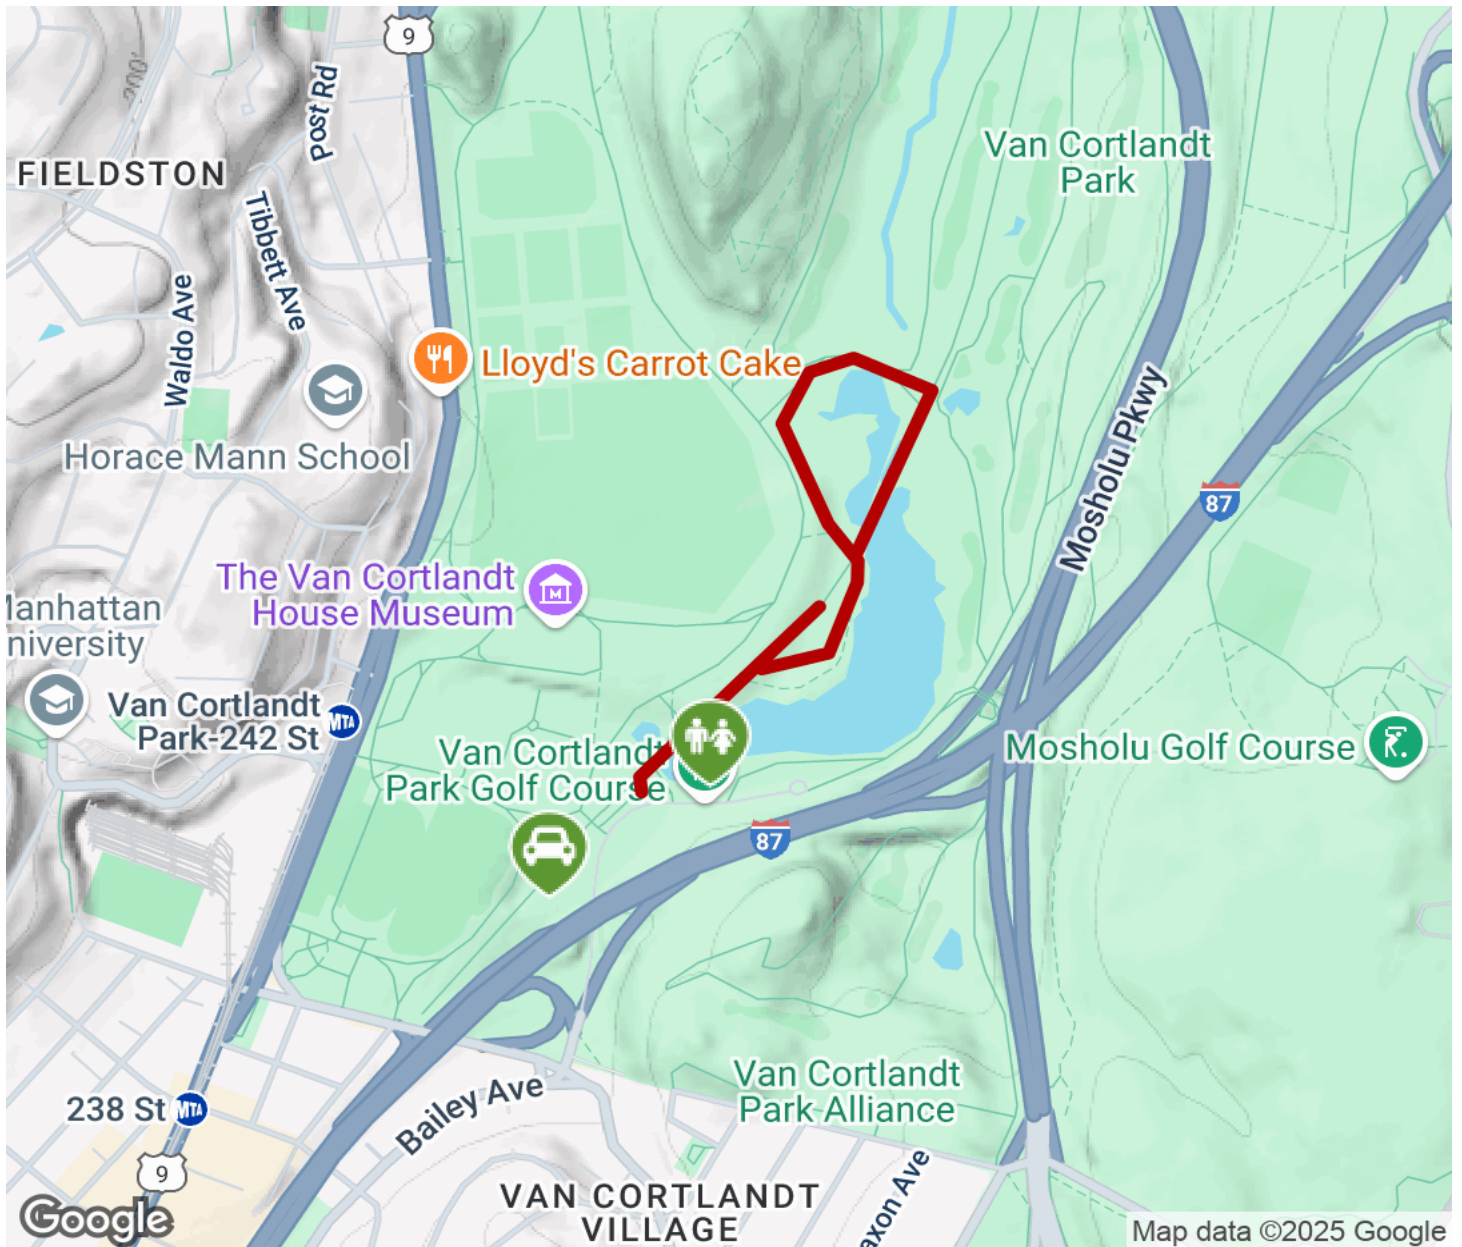 9
Post Rd
FIELDSTON
Tibbett Ave
Waldo Ave
Van Cortlandt
Park
Lloyd's Carrot Cake
Horace Mann School
Mosholu Pkwy
87
The Van Cortlandt
House Museum
M
Manhattan
niversity
Van Cortlandt
Park-242 St
MTA
Van Cortlandt
Park Golf Course
Mosholu Golf Course
87
Van Cortlandt
Park Alliance
238 St
MTA
Bailey Ave
9
axon Ave
VAN CORTLANDT
VILLAGE
Google
Map data ©2025 Google